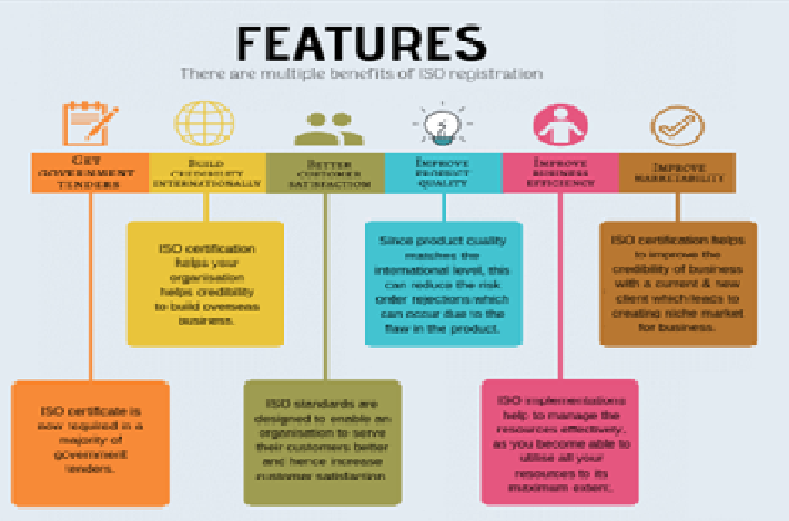 FEATURES
There are multiple benefits of ISO registration
GET
GOVERNMENT
TENDERS
BUILD
CREDIBILITY
INTERNATIONALLY
BETTER
CUSTOMER
SATISFACTION
IMPROVE
PRODUCT
QUALITY
IMPROVE
BUSINESS
EFFICIENCY
IMPROVE
MARKETABILITY
ISO certification
helps your
organisation
helps credibility
to build overseas
business.
Since product quality
matches the
international level, this
can reduce the risk
order rejections which
can occur due to the
flaw in the product.
ISO certification helps
to improve the
credibility of business
with a current & new
client which leads to
creating niche market
for business.
ISO certificate is
now required in a
majority of
government
tenders.
ISO standards are
designed to enable an
organisation to serve
their customers better
and hence increase
customer satisfaction
ISO implementations
help to manage the
resources effectively,
as you become able to
utilise all your
resources to its
maximum extent.